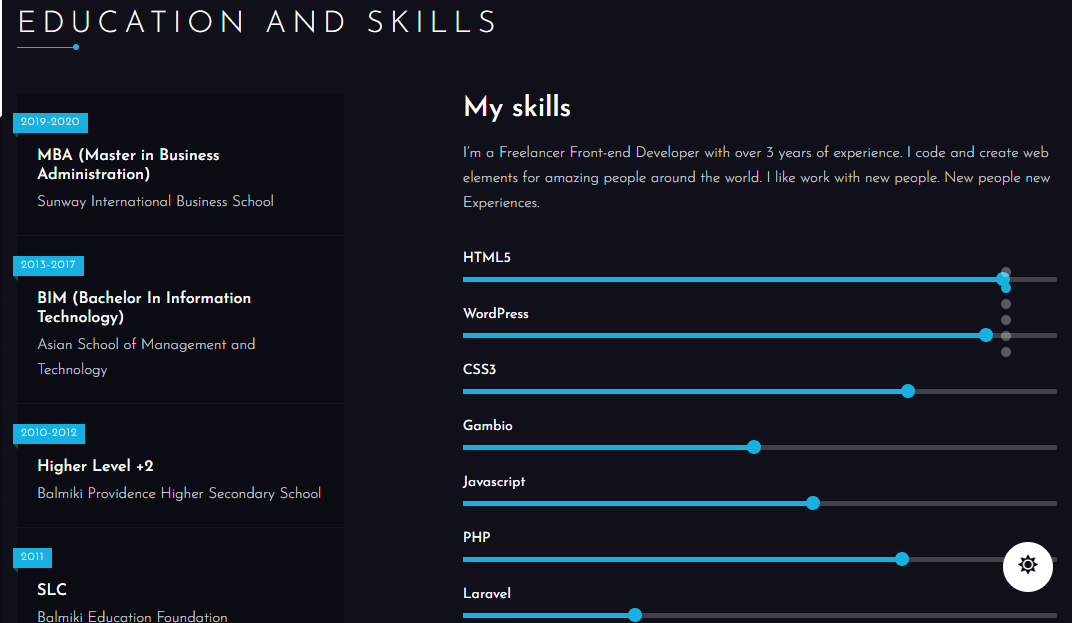 EDUCATION AND SKILLS
2019-2020
MBA (Master in Business
Administration)
Sunway International Business School
2013-2017
BIM (Bachelor In Information
Technology)
Asian School of Management and
Technology
2010-2012
Higher Level +2
Balmiki Providence Higher Secondary School
2011
SLC
Balmiki Education Foundation
My skills
I'm a Freelancer Front-end Developer with over 3 years of experience. I code and create web
elements for amazing people around the world. I like work with new people. New people new
Experiences.
HTML5
WordPress
CSS3
Gambio
Javascript
PHP
Laravel